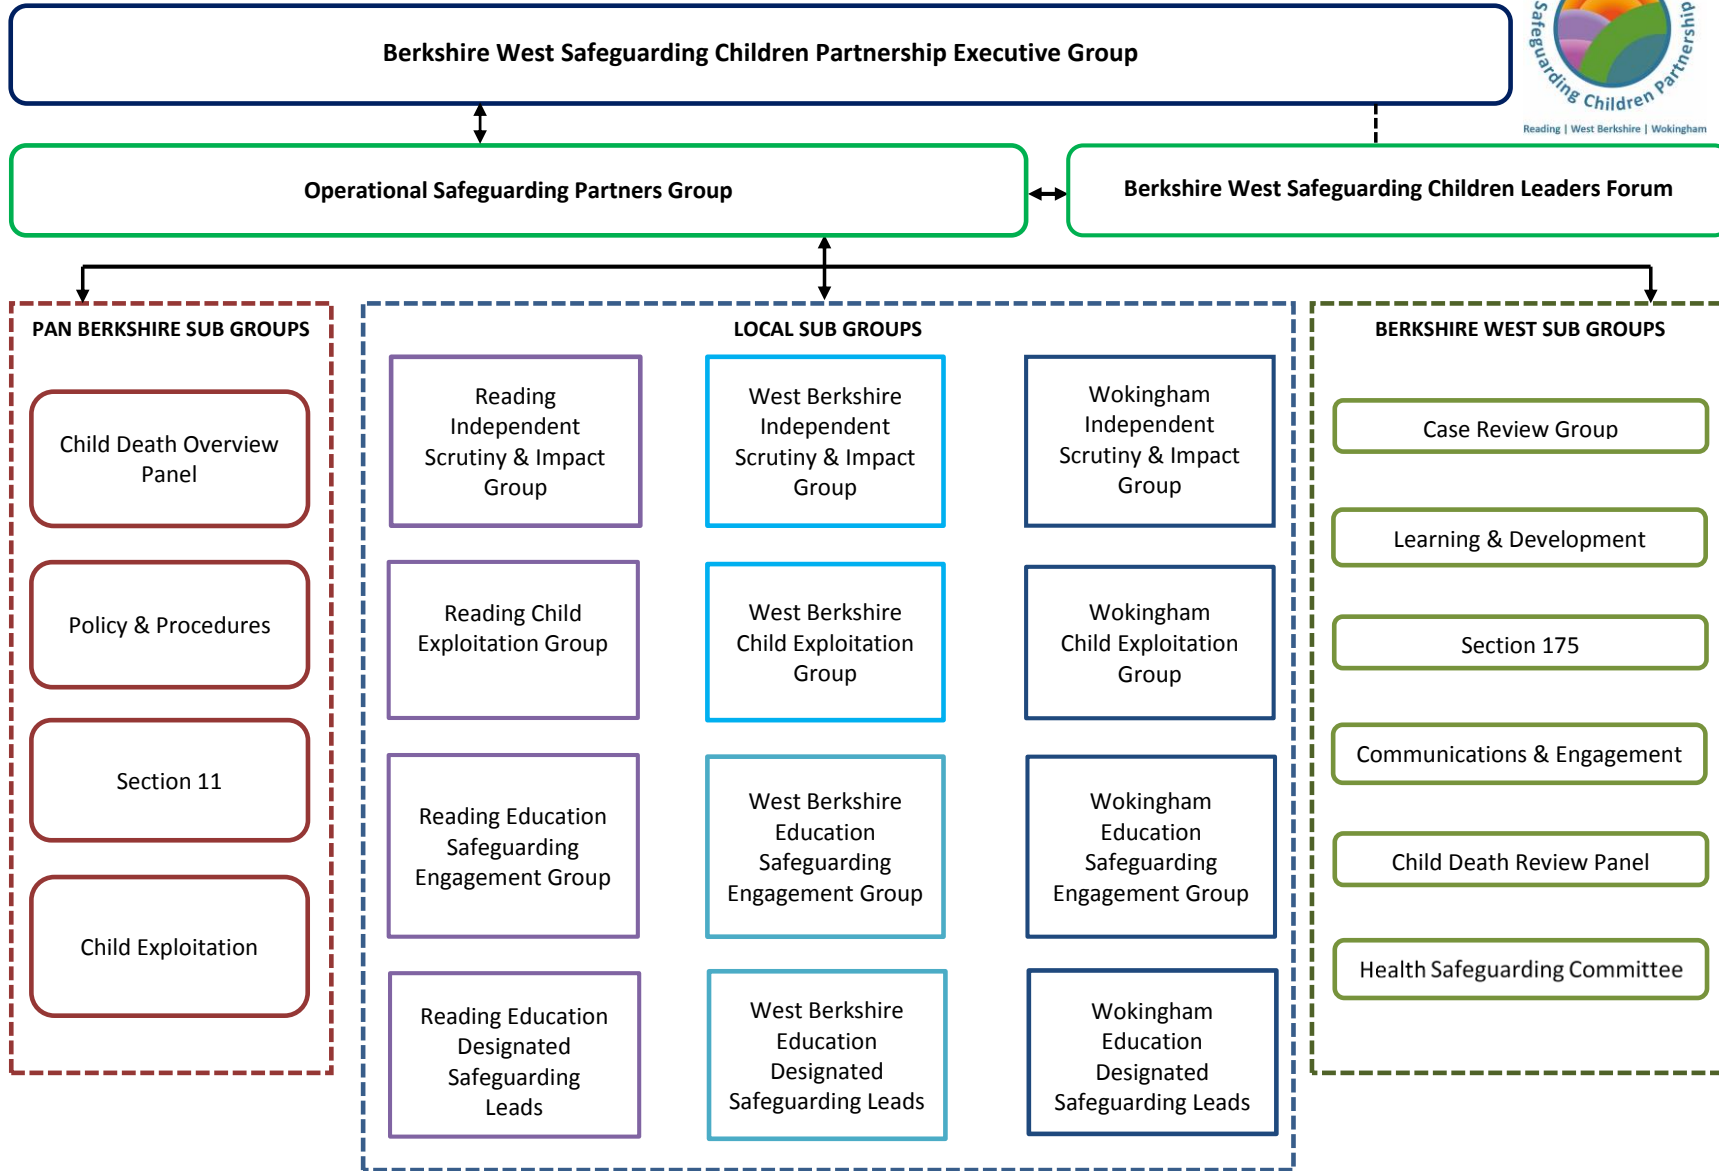 Berkshire West Safeguarding Children Partnership Executive Group
Safeguarding Children Partnership
Reading | West Berkshire | Wokingham
Operational Safeguarding Partners Group
Berkshire West Safeguarding Children Leaders Forum
PAN BERKSHIRE SUB GROUPS
Child Death Overview
Panel
Policy & Procedures
Section 11
Child Exploitation
LOCAL SUB GROUPS
Reading
Independent
Scrutiny & Impact
Group
West Berkshire
Independent
Scrutiny & Impact
Group
Wokingham
Independent
Scrutiny & Impact
Group
Reading Child
Exploitation Group
West Berkshire
Child Exploitation
Group
Wokingham
Child Exploitation
Group
Reading Education
Safeguarding
Engagement Group
West Berkshire
Education
Safeguarding
Engagement Group
Wokingham
Education
Safeguarding
Engagement Group
Reading Education
Designated
Safeguarding
Leads
West Berkshire
Education
Designated
Safeguarding Leads
Wokingham
Education
Designated
Safeguarding Leads
BERKSHIRE WEST SUB GROUPS
Case Review Group
Learning & Development
Section 175
Communications & Engagement
Child Death Review Panel
Health Safeguarding Committee